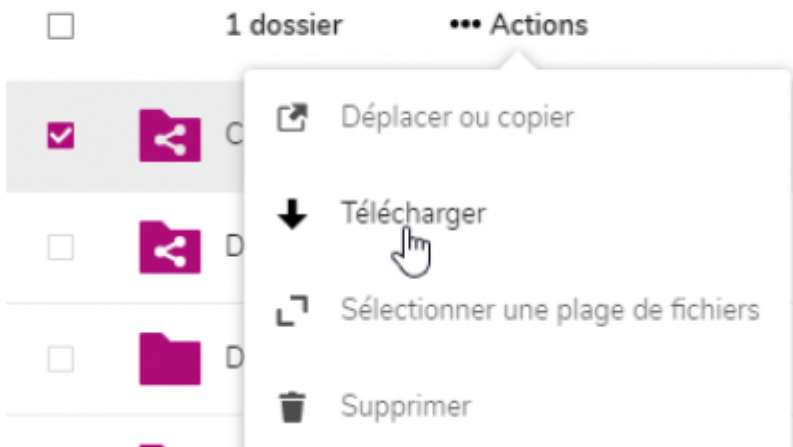 1 dossier ••• Actions
C
Déplacer ou copier
Télécharger
D
Sélectionner une plage de fichiers
D
Supprimer